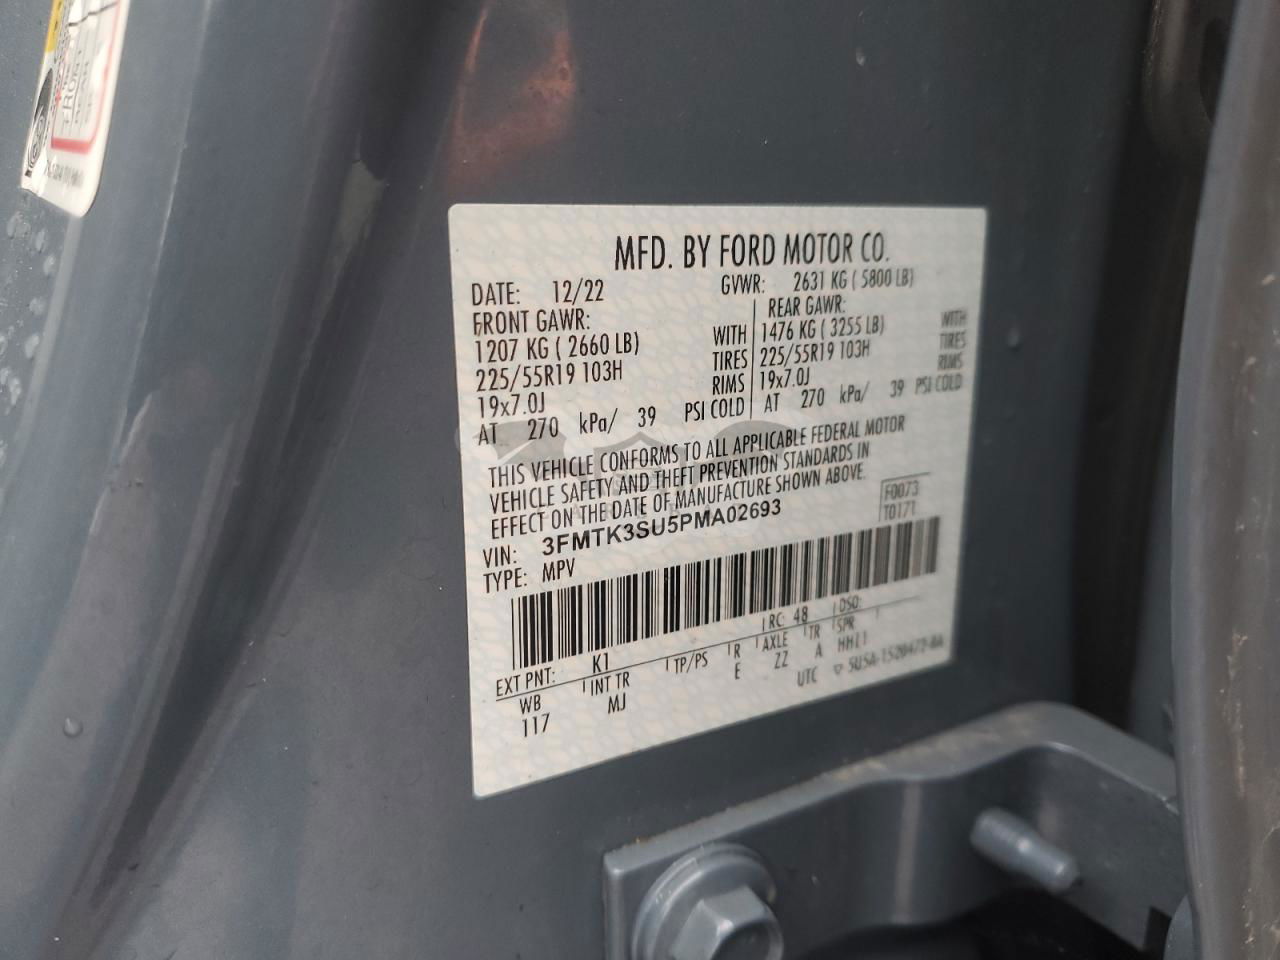 MFD. BY FORD MOTOR CO.
DATE: 12/22 GVWR: 2631 KG ( 5800 LB)
FRONT GAWR: REAR GAWR:
1207 KG ( 2660 LB) WITH 1476 KG ( 3255 LB) WITH
225/55R19 103H TIRES 225/55R19 103H TIRES
19x7.0J RIMS 19x7.0J RIMS
AT 270 kPa/ 39 PSI COLD AT 270 kPa/ 39 PSI COLD
THIS VEHICLE CONFORMS TO ALL APPLICABLE FEDERAL MOTOR
VEHICLE SAFETY AND THEFT PREVENTION STANDARDS IN
EFFECT ON THE DATE OF MANUFACTURE SHOWN ABOVE.
F0073
T0171
VIN: 3FMTK3SU5PMA02693
TYPE: MPV
RC: 48 DSO:
EXT PNT: K1 TP/PS R AXLE TR SPR
E ZZ A HH11
WB INT TR
117 MJ
UTC 5U5A-1520472-BA